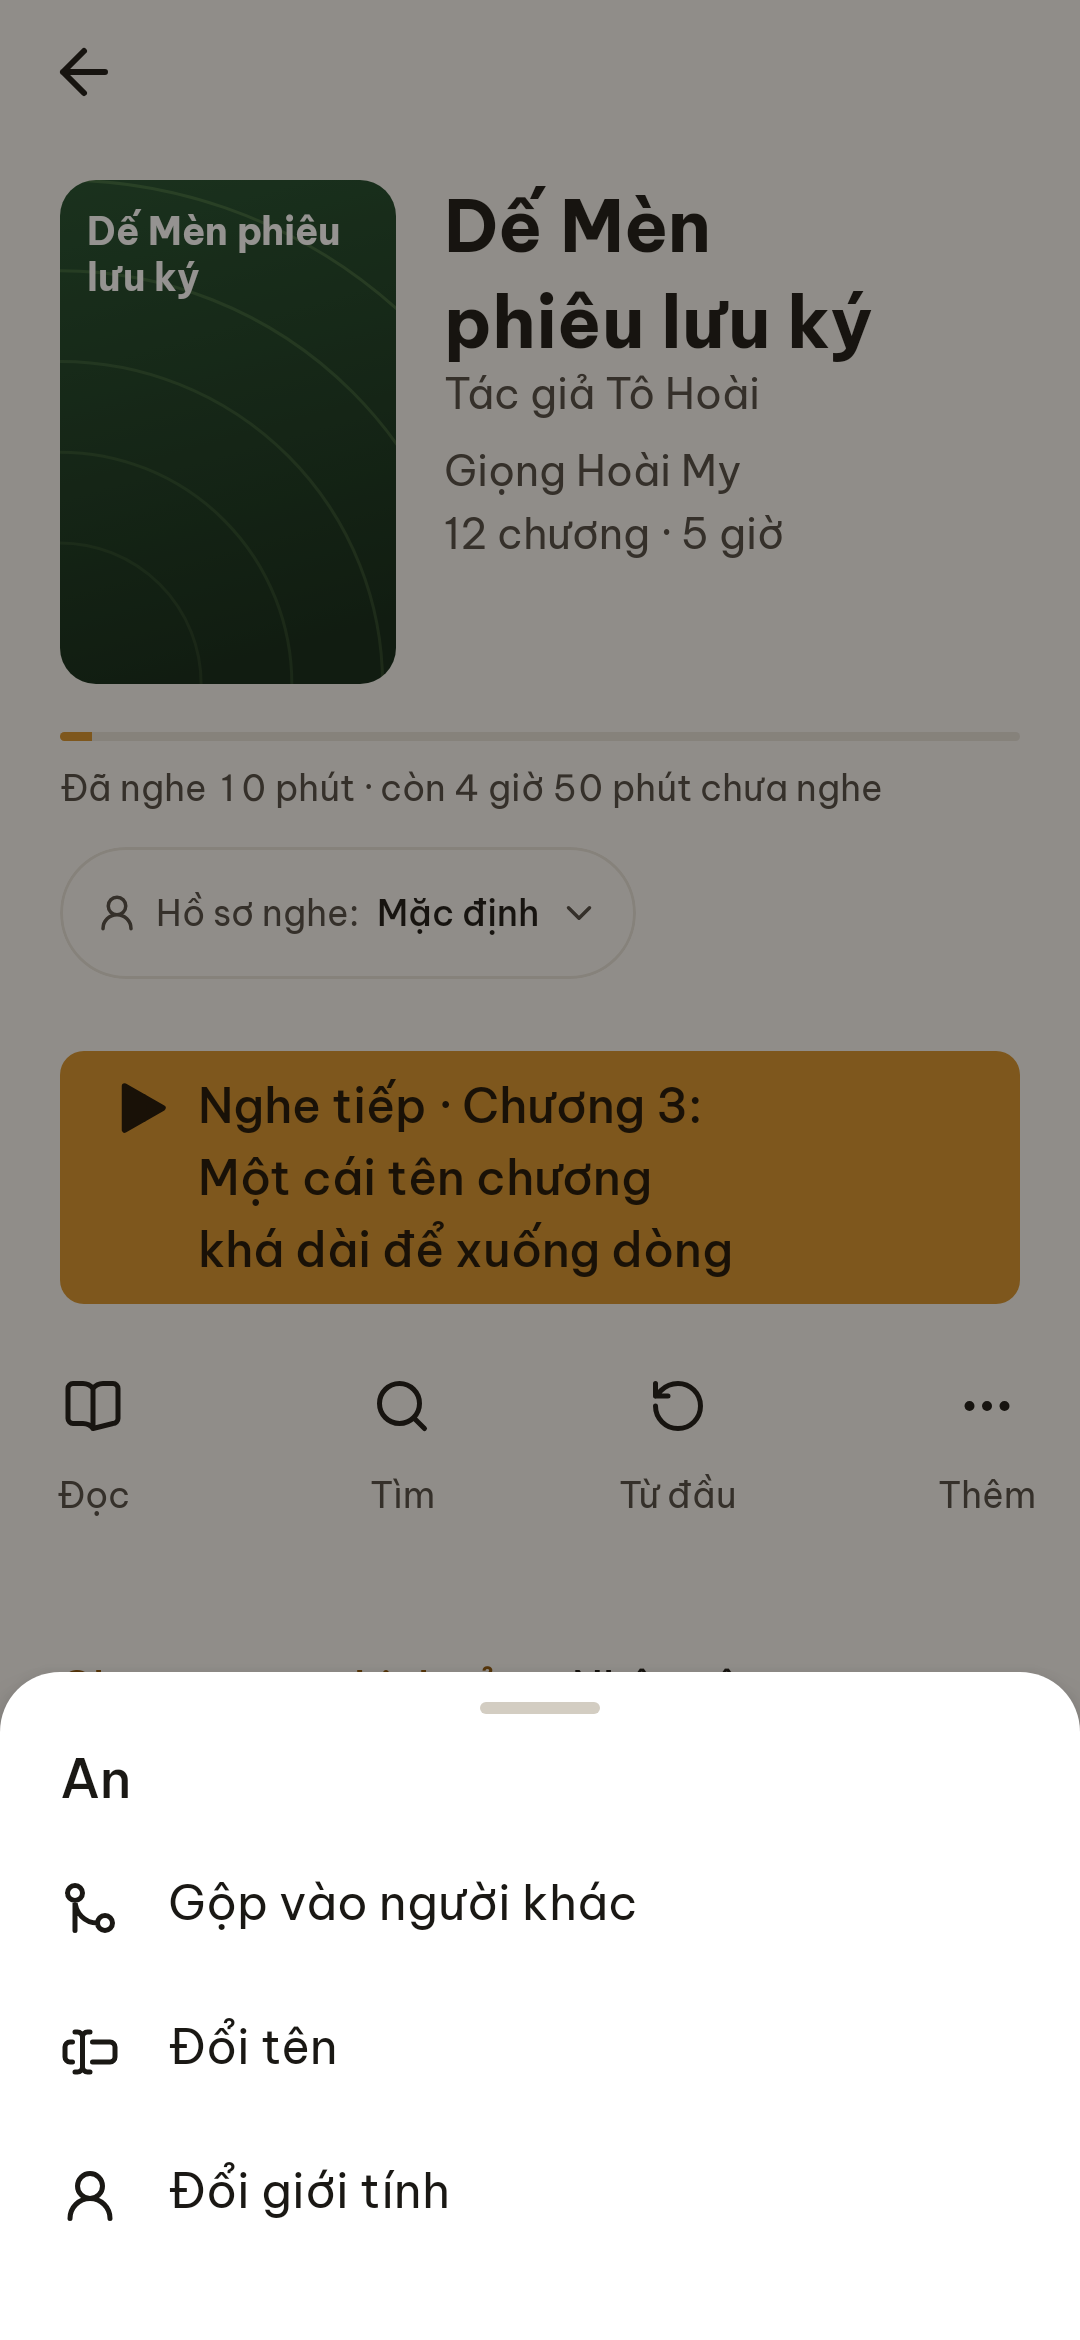 Dế Mèn phiêu
lưu ký
Dế Mèn
phiêu lưu ký
Tác giả Tô Hoài
Giọng Hoài My
12 chương · 5 giờ
Đã nghe 10 phút · còn 4 giờ 50 phút chưa nghe
Hồ sơ nghe: Mặc định
Nghe tiếp · Chương 3:
Một cái tên chương
khá dài để xuống dòng
Đọc
Tìm
Từ đầu
Thêm
An
Gộp vào người khác
Đổi tên
Đổi giới tính